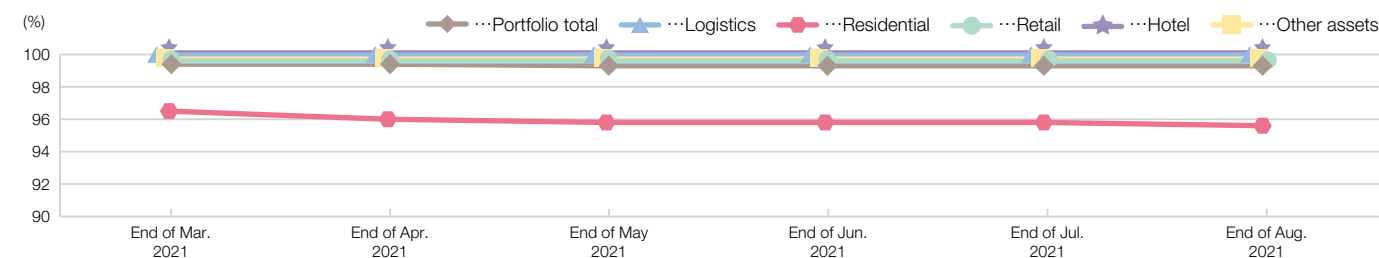 (%)
…Portfolio total …Logistics …Residential …Retail …Hotel …Other assets
100
98
96
94
92
90
End of Mar. End of Apr. End of May End of Jun. End of Jul. End of Aug.
2021 2021 2021 2021 2021 2021